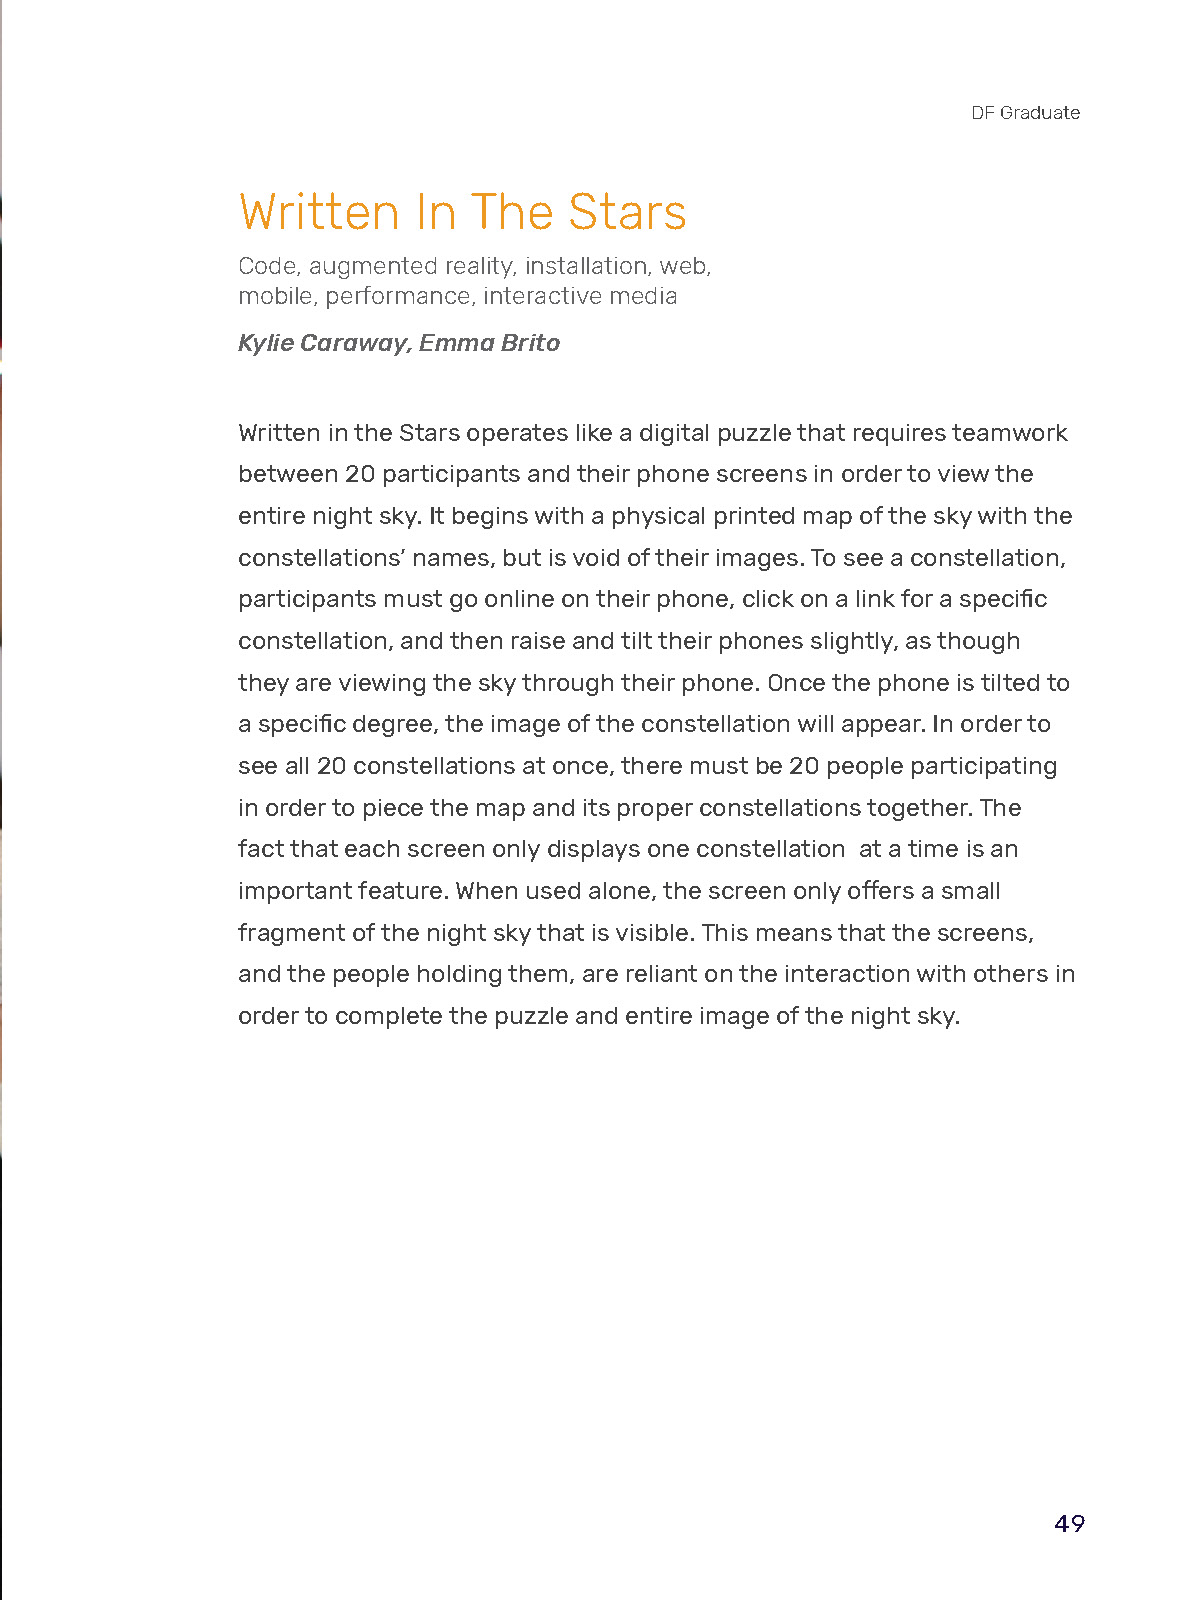 DF Graduate
Written In The Stars
Code, augmented reality, installation, web,
mobile, performance, interactive media
Kylie Caraway, Emma Brito
Written in the Stars operates like a digital puzzle that requires teamwork
between 20 participants and their phone screens in order to view the
entire night sky. It begins with a physical printed map of the sky with the
constellations’ names, but is void of their images. To see a constellation,
participants must go online on their phone, click on a link for a specific
constellation, and then raise and tilt their phones slightly, as though
they are viewing the sky through their phone. Once the phone is tilted to
a specific degree, the image of the constellation will appear. In order to
see all 20 constellations at once, there must be 20 people participating
in order to piece the map and its proper constellations together. The
fact that each screen only displays one constellation  at a time is an
important feature. When used alone, the screen only offers a small
fragment of the night sky that is visible. This means that the screens,
and the people holding them, are reliant on the interaction with others in
order to complete the puzzle and entire image of the night sky.
49